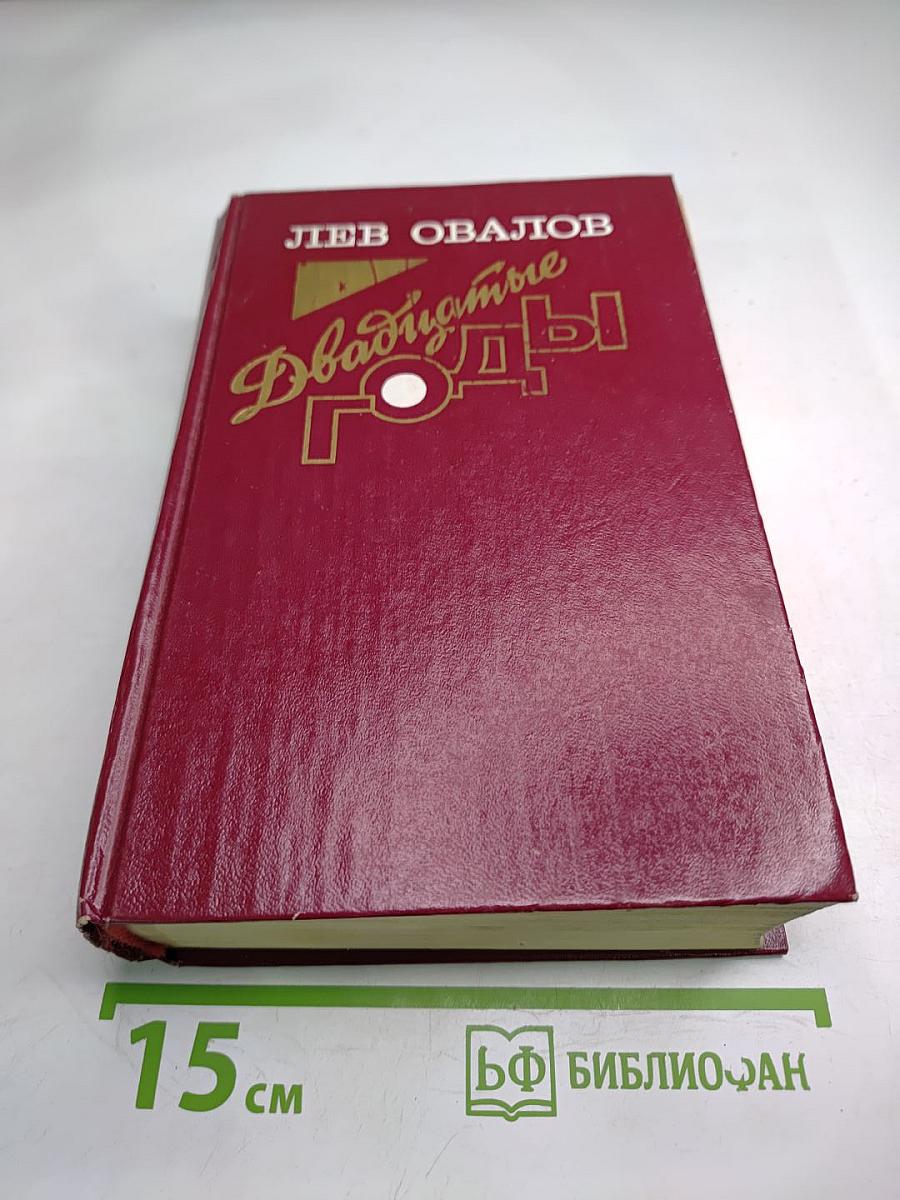 ЛЕВ ОВАЛОВ
Двадцатые
ГОДЫ
15 см
БФ БИБЛИОФАН